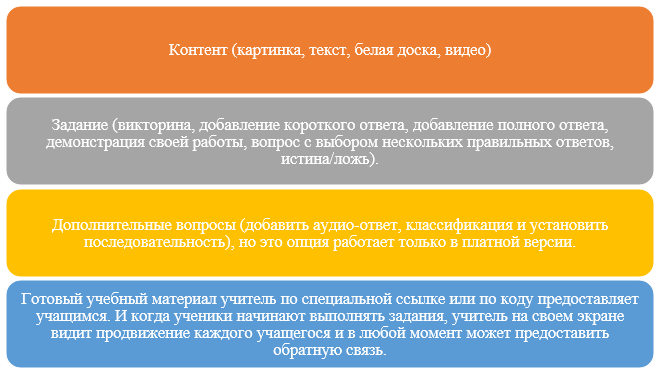 Контент (картинка, текст, белая доска, видео)
Задание (викторина, добавление короткого ответа, добавление полного ответа,
демонстрация своей работы, вопрос с выбором нескольких правильных ответов,
истина/ложь).
Дополнительные вопросы (добавить аудио-ответ, классификация и установить
последовательность), но это опция работает только в платной версии.
Готовый учебный материал учитель по специальной ссылке или по коду предоставляет
учащимся. И когда ученики начинают выполнять задания, учитель на своем экране
видит продвижение каждого учащегося и в любой момент может предоставить
обратную связь.